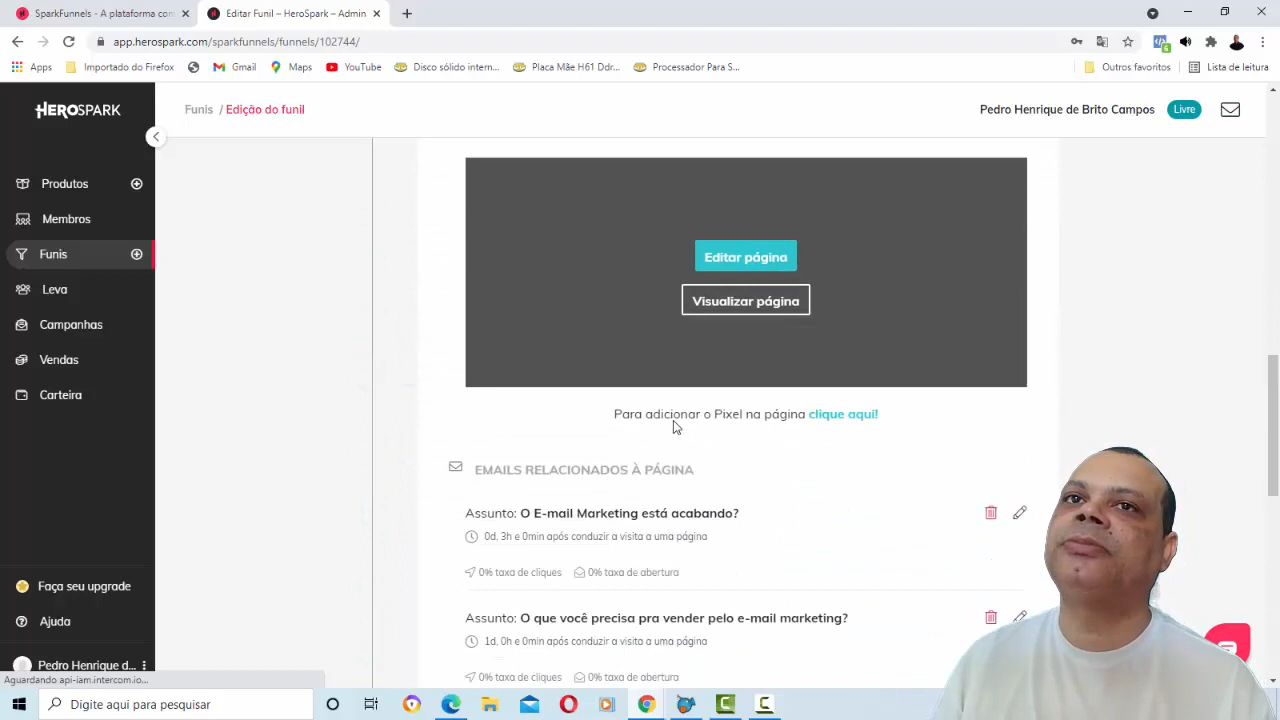 SparkFunnels - A plataforma con
Editar Funil – HeroSpark – Admin
app.herospark.com/sparkfunnels/funnels/102744/
6
Apps
Importado do Firefox
Gmail
Maps
YouTube
Disco sólido intern...
Placa Mãe H61 Ddr...
Processador Para S...
Outros favoritos
Lista de leitura
HEROSPARK
Funis / Edição do funil
Pedro Henrique de Brito Campos
Livre
Produtos
Membros
Funis
Leva
Campanhas
Vendas
Carteira
Faça seu upgrade
Ajuda
Pedro Henrique d...
Aguardando api-iam.intercom.io...
Editar página
Visualizar página
Para adicionar o Pixel na página clique aqui!
EMAILS RELACIONADOS À PÁGINA
Assunto: O E-mail Marketing está acabando?
0d, 3h e 0min após conduzir a visita a uma página
0% taxa de cliques
0% taxa de abertura
Assunto: O que você precisa pra vender pelo e-mail marketing?
1d, 0h e 0min após conduzir a visita a uma página
0% taxa de cliques
0% taxa de abertura
Digite aqui para pesquisar